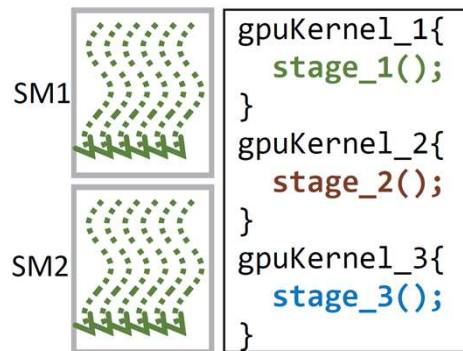 SM1
SM2
gpuKernel_1{
stage_1();
}
gpuKernel_2{
stage_2();
}
gpuKernel_3{
stage_3();
}